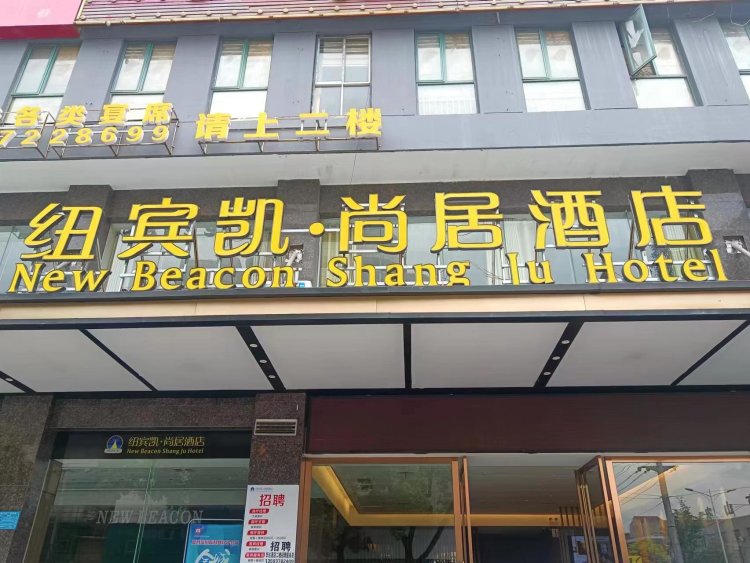 各类宴席
7228699
请上二楼
纽宾凯·尚居酒店
New Beacon Shang Ju Hotel
纽宾凯·尚居酒店
New Beacon Shang Ju Hotel
NEW BEACON
招聘
招聘